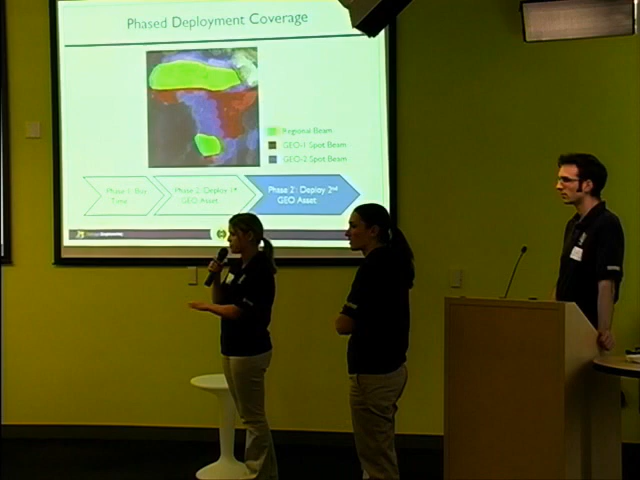 Phased Deployment Coverage
Regional Beam
GEO-1 Spot Beam
GEO-2 Spot Beam
Phase 1: Buy
Time
Phase 2: Deploy 1st
GEO Asset
Phase 2': Deploy 2nd
GEO Asset
Engineering